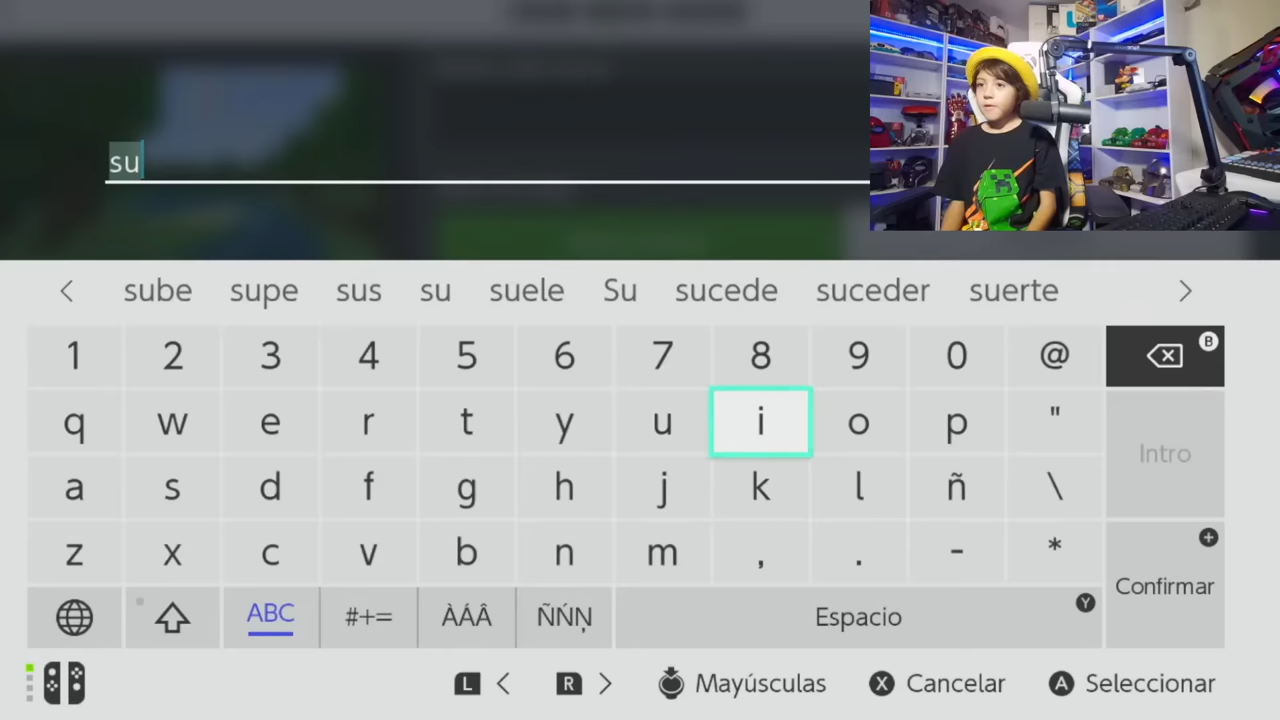 su
sube supe sus su suele Su sucede suceder suerte
1 2 3 4 5 6 7 8 9 0 @ B
q w e r t y u i o p "
Intro
a s d f g h j k l ñ \
z x c v b n m , . - *
Confirmar
ABC #+= ÀÁÂ ÑŃŅ Espacio Y
L R Mayúsculas X Cancelar A Seleccionar